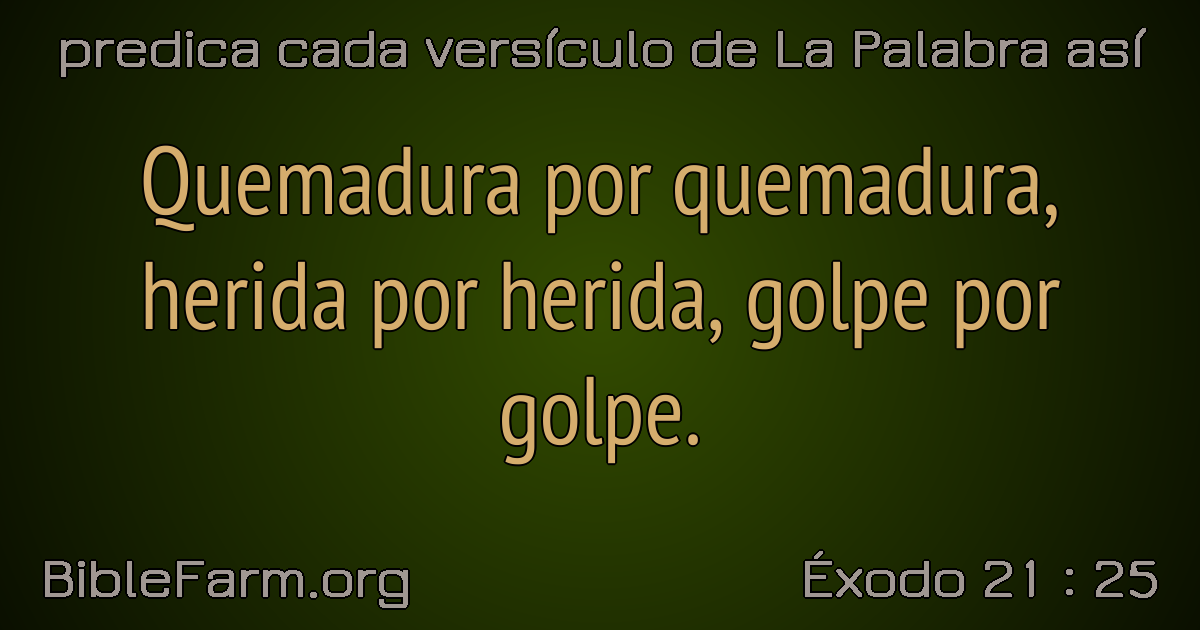 predica cada versículo de La Palabra así
Quemadura por quemadura,
herida por herida, golpe por
golpe.
BibleFarm.org
Éxodo 21 : 25